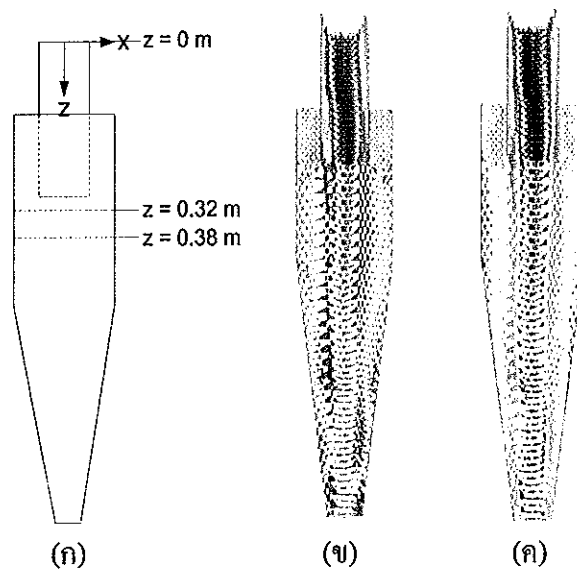 X z = 0 m
Z
z = 0.32 m
z = 0.38 m
(ก) (ข) (ค)